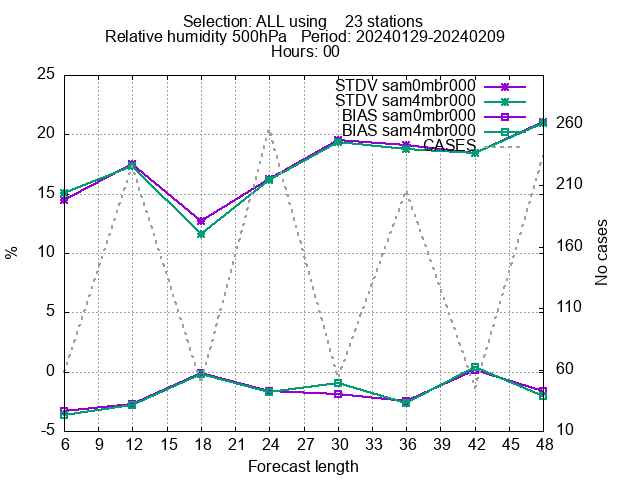 Selection: ALL using    23 stations
Relative humidity 500hPa   Period: 20240129-20240209
Hours: 00
STDV sam0mbr000
STDV sam4mbr000
BIAS sam0mbr000
BIAS sam4mbr000
CASES
25
20
15
10
5
0
-5
%
260
210
160
110
60
10
No cases
6 9 12 15 18 21 24 27 30 33 36 39 42 45 48
Forecast length